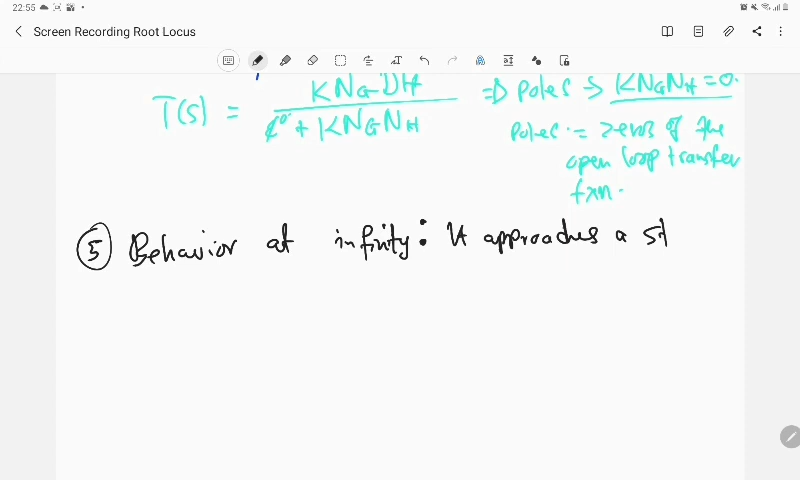 22:55
Screen Recording Root Locus
T(s) = KNGDH / ε0 + KNGNH ⇒ Poles → KNGNH = 0.
Poles = zeros of the
open loop transfer
fxn.
⑤ Behavior at infinity: It approaches a st